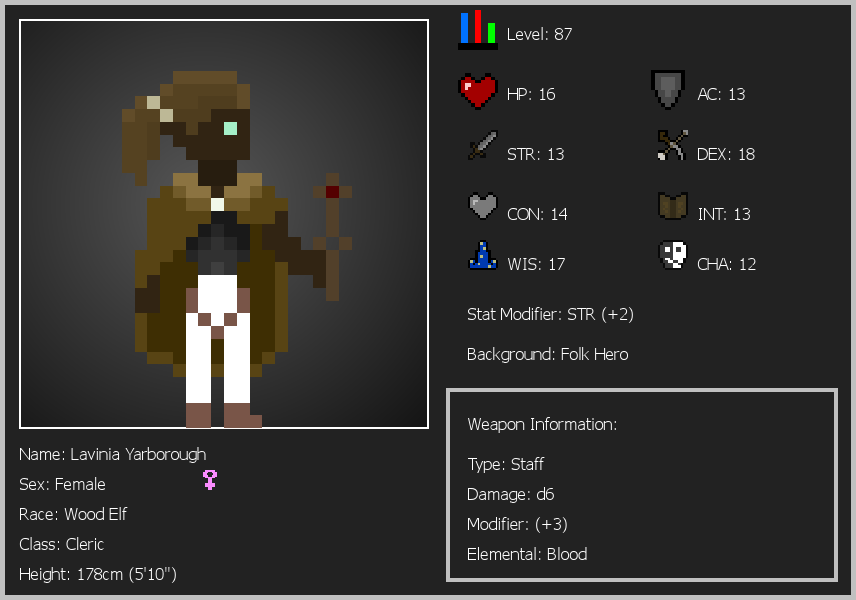 Level: 87
HP: 16
AC: 13
STR: 13
DEX: 18
CON: 14
INT: 13
WIS: 17
CHA: 12
Stat Modifier: STR (+2)
Background: Folk Hero
Weapon Information:
Type: Staff
Damage: d6
Modifier: (+3)
Elemental: Blood
Name: Lavinia Yarborough
Sex: Female
Race: Wood Elf
Class: Cleric
Height: 178cm (5'10")